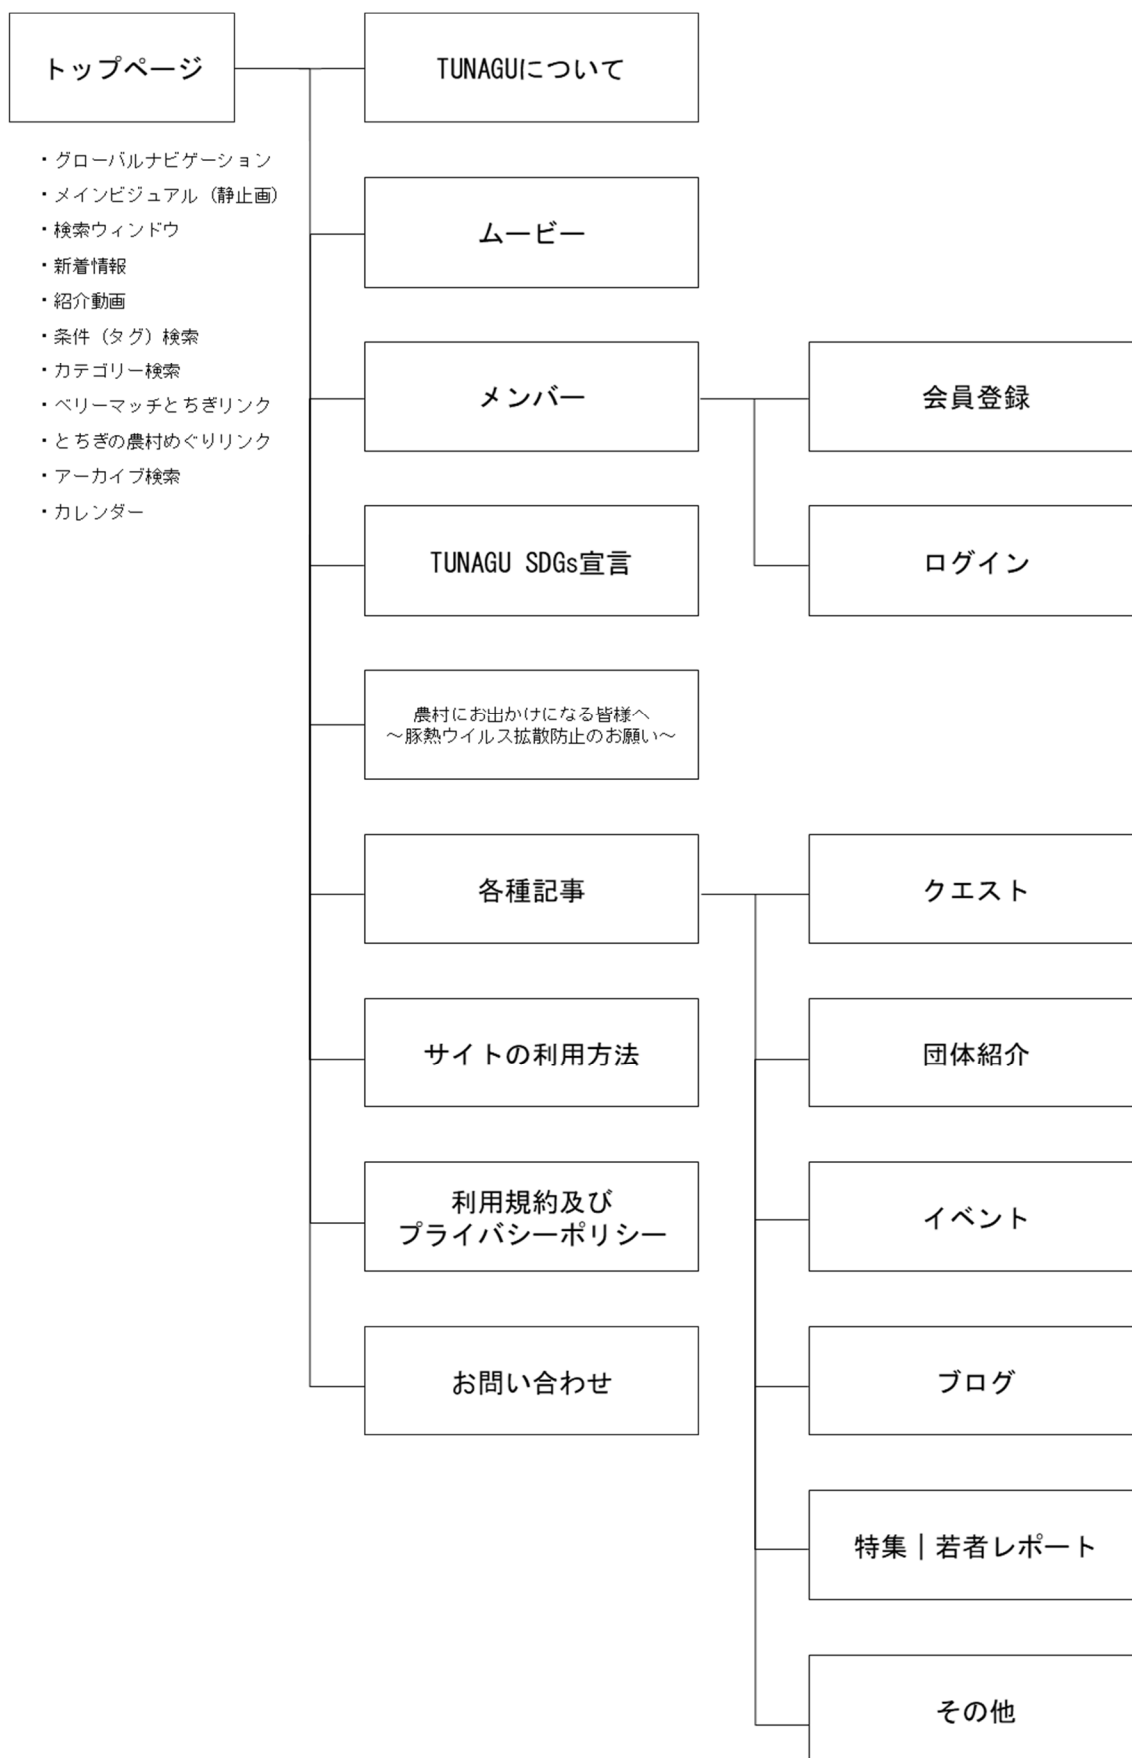 トップページ
・グローバルナビゲーション
・メインビジュアル（静止画）
・検索ウィンドウ
・新着情報
・紹介動画
・条件（タグ）検索
・カテゴリー検索
・ベリーマッチとちぎリンク
・とちぎの農村めぐりリンク
・アーカイブ検索
・カレンダー
TUNAGUについて
ムービー
メンバー
会員登録
ログイン
TUNAGU SDGs宣言
農村にお出かけになる皆様へ
～豚熱ウイルス拡散防止のお願い～
各種記事
クエスト
団体紹介
イベント
ブログ
特集｜若者レポート
その他
サイトの利用方法
利用規約及び
プライバシーポリシー
お問い合わせ